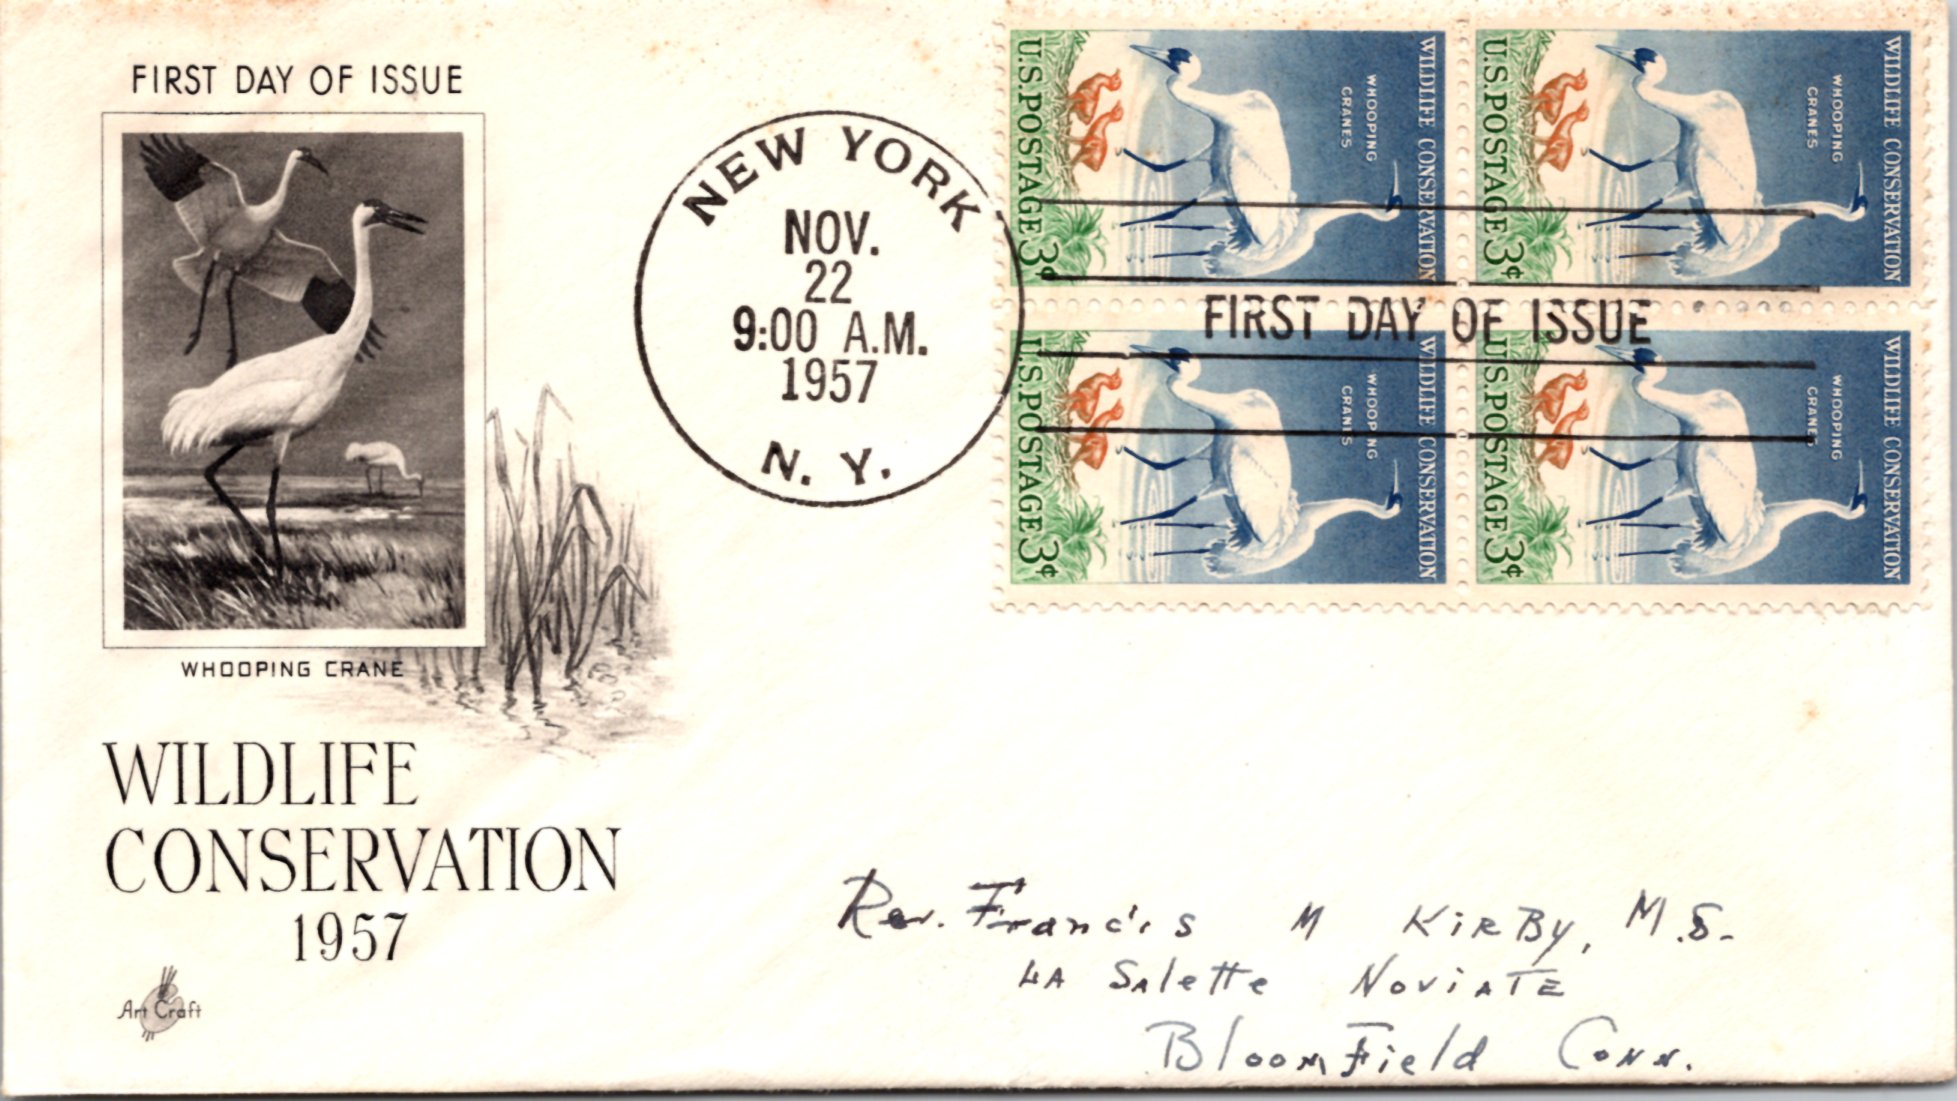 FIRST DAY OF ISSUE
WHOOPING CRANE
WILDLIFE
CONSERVATION
1957
Art Craft
NEW YORK
NOV.
22
9:00 A.M.
1957
N. Y.
FIRST DAY OF ISSUE
WILDLIFE CONSERVATION
WHOOPING
CRANES
U.S. POSTAGE 3¢
WILDLIFE CONSERVATION
WHOOPING
CRANES
U.S. POSTAGE 3¢
WILDLIFE CONSERVATION
WHOOPING
CRANES
U.S. POSTAGE 3¢
WILDLIFE CONSERVATION
WHOOPING
CRANES
U.S. POSTAGE 3¢
Rev. Francis M KIRBy, M.S.
LA Salette NoviATE
BloomField Conn.